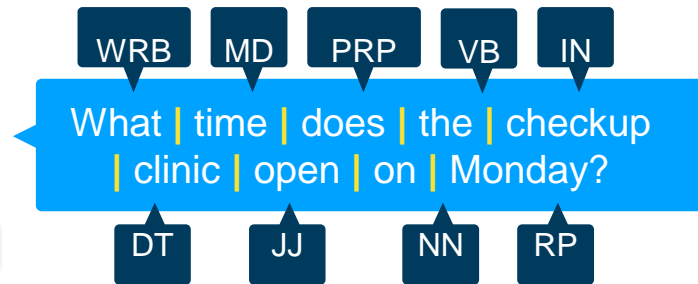 WRB MD PRP VB IN
What | time | does | the | checkup
| clinic | open | on | Monday?
DT JJ NN RP